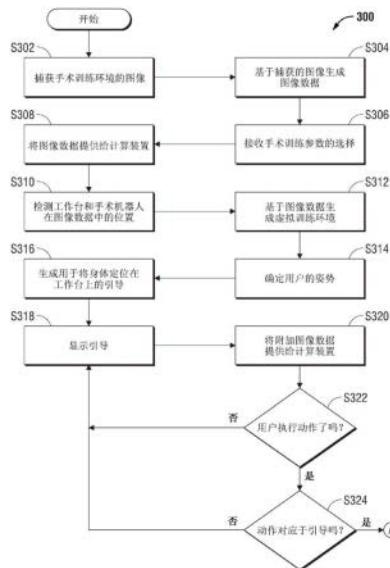 开始
300
S302
捕获手术训练环境的图像
S304
基于捕获的图像生成
图像数据
S306
接收手术训练参数的选择
S308
将图像数据提供给计算装置
S310
检测工作台和手术机器人
在图像数据中的位置
S312
基于图像数据生成
虚拟训练环境
S314
确定用户的姿势
S316
生成用于将身体定位在
工作台上的引导
S318
显示引导
S320
将附加图像数据
提供给计算装置
S322
用户执行动作了吗?
否
是
S324
动作对应于引导吗?
否
是